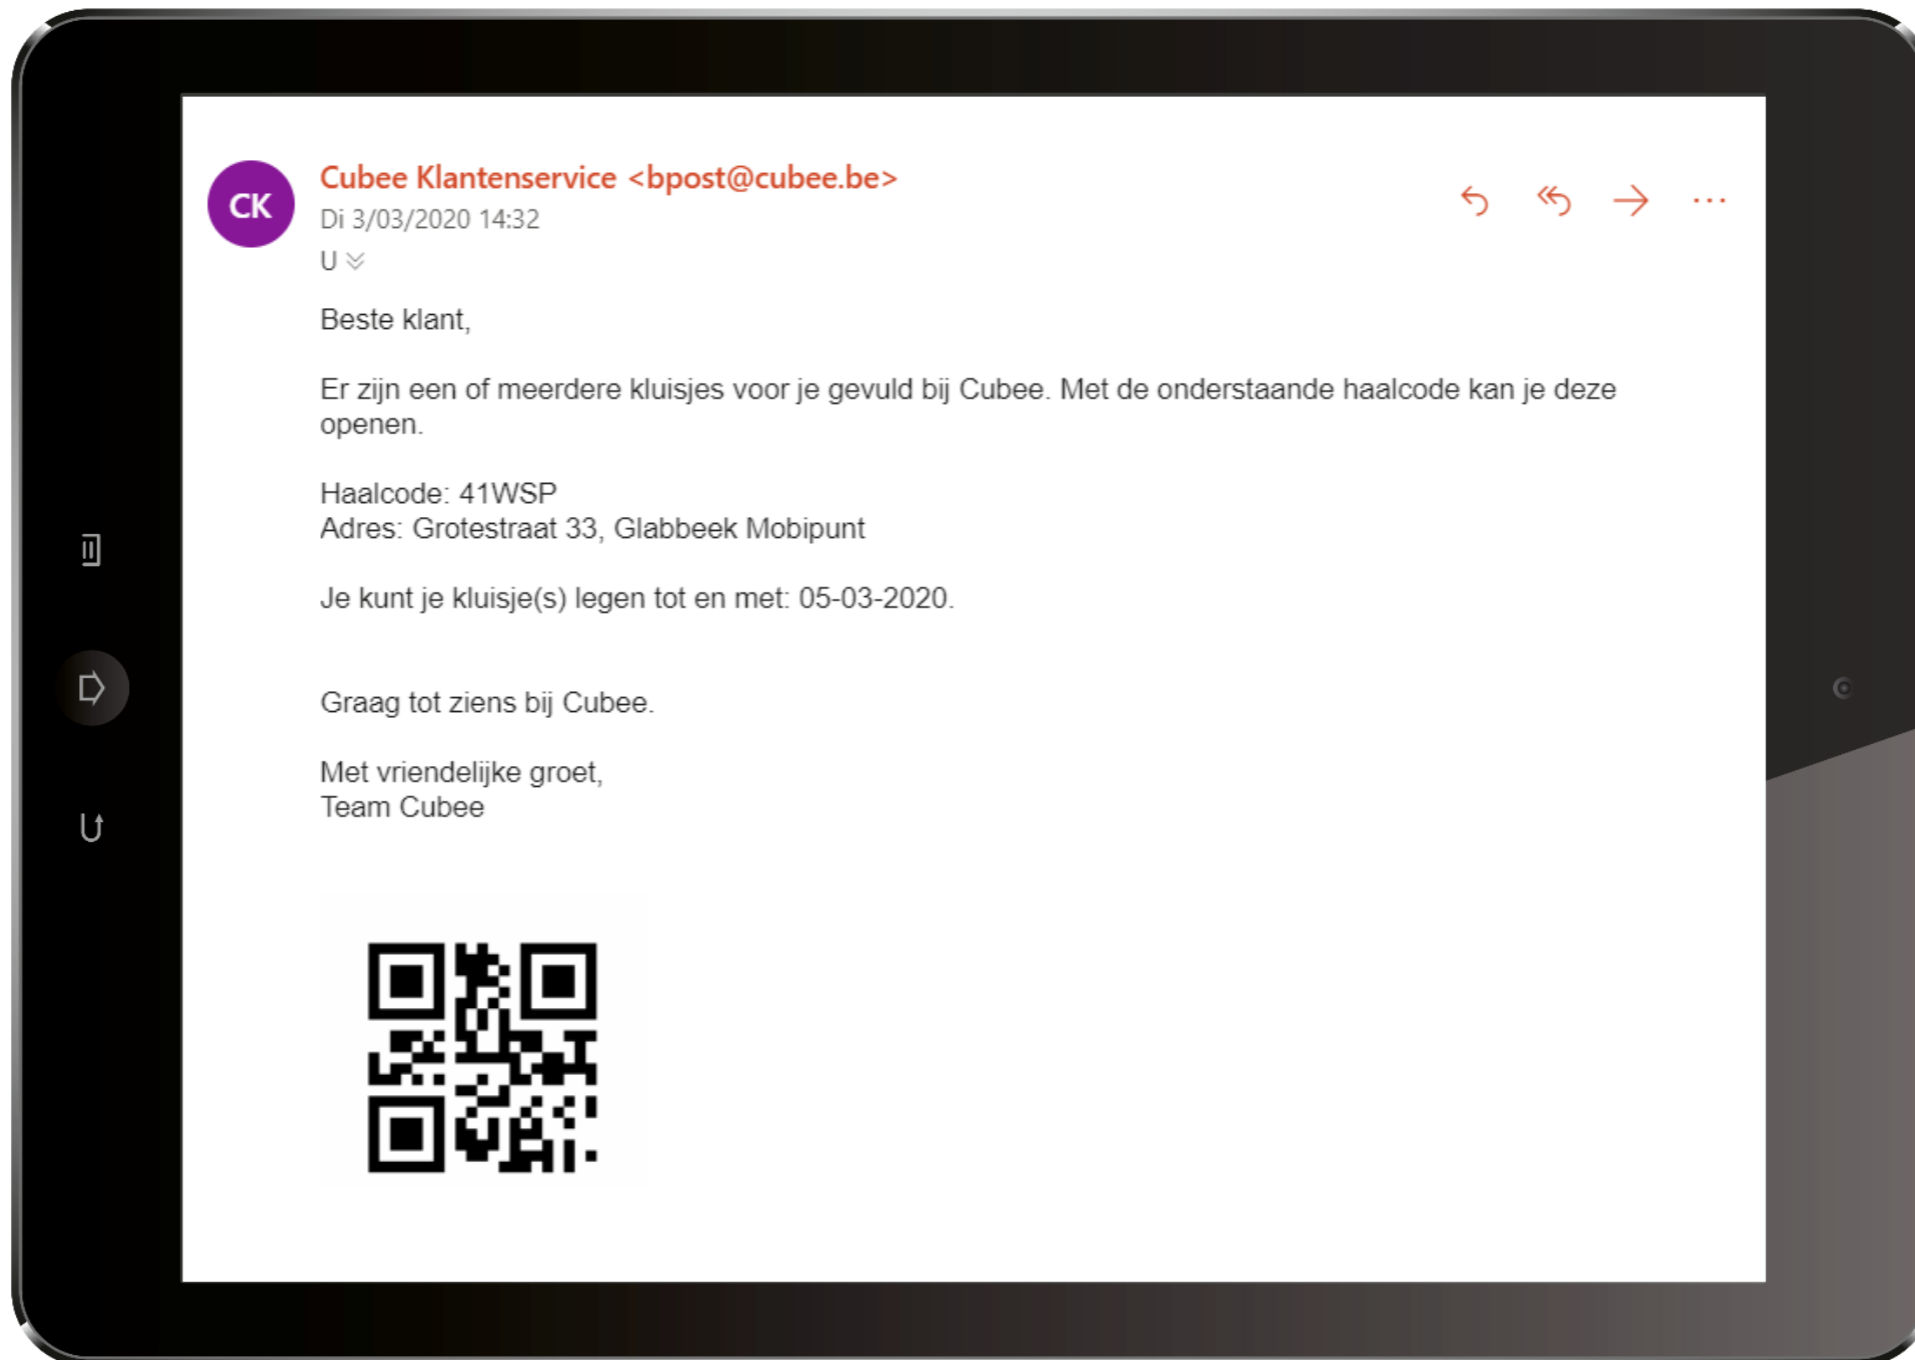 CK
Cubee Klantenservice <bpost@cubee.be>
Di 3/03/2020 14:32
U
Beste klant,
Er zijn een of meerdere kluisjes voor je gevuld bij Cubee. Met de onderstaande haalcode kan je deze
openen.
Haalcode: 41WSP
Adres: Grotestraat 33, Glabbeek Mobipunt
Je kunt je kluisje(s) legen tot en met: 05-03-2020.
Graag tot ziens bij Cubee.
Met vriendelijke groet,
Team Cubee